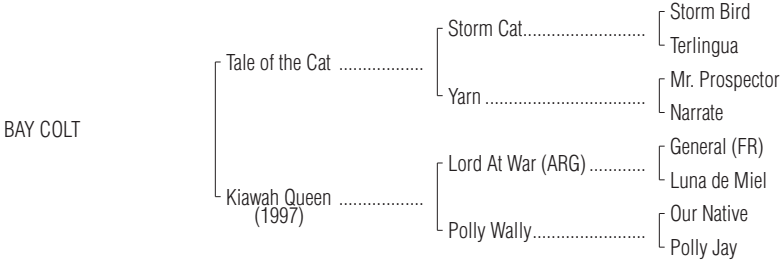 Storm Bird
Storm Cat..........................
Terlingua
Tale of the Cat ..................
Mr. Prospector
Yarn ..................................
Narrate
BAY COLT
General (FR)
Lord At War (ARG) ............
Luna de Miel
Kiawah Queen ..................
(1997)
Our Native
Polly Wally........................
Polly Jay